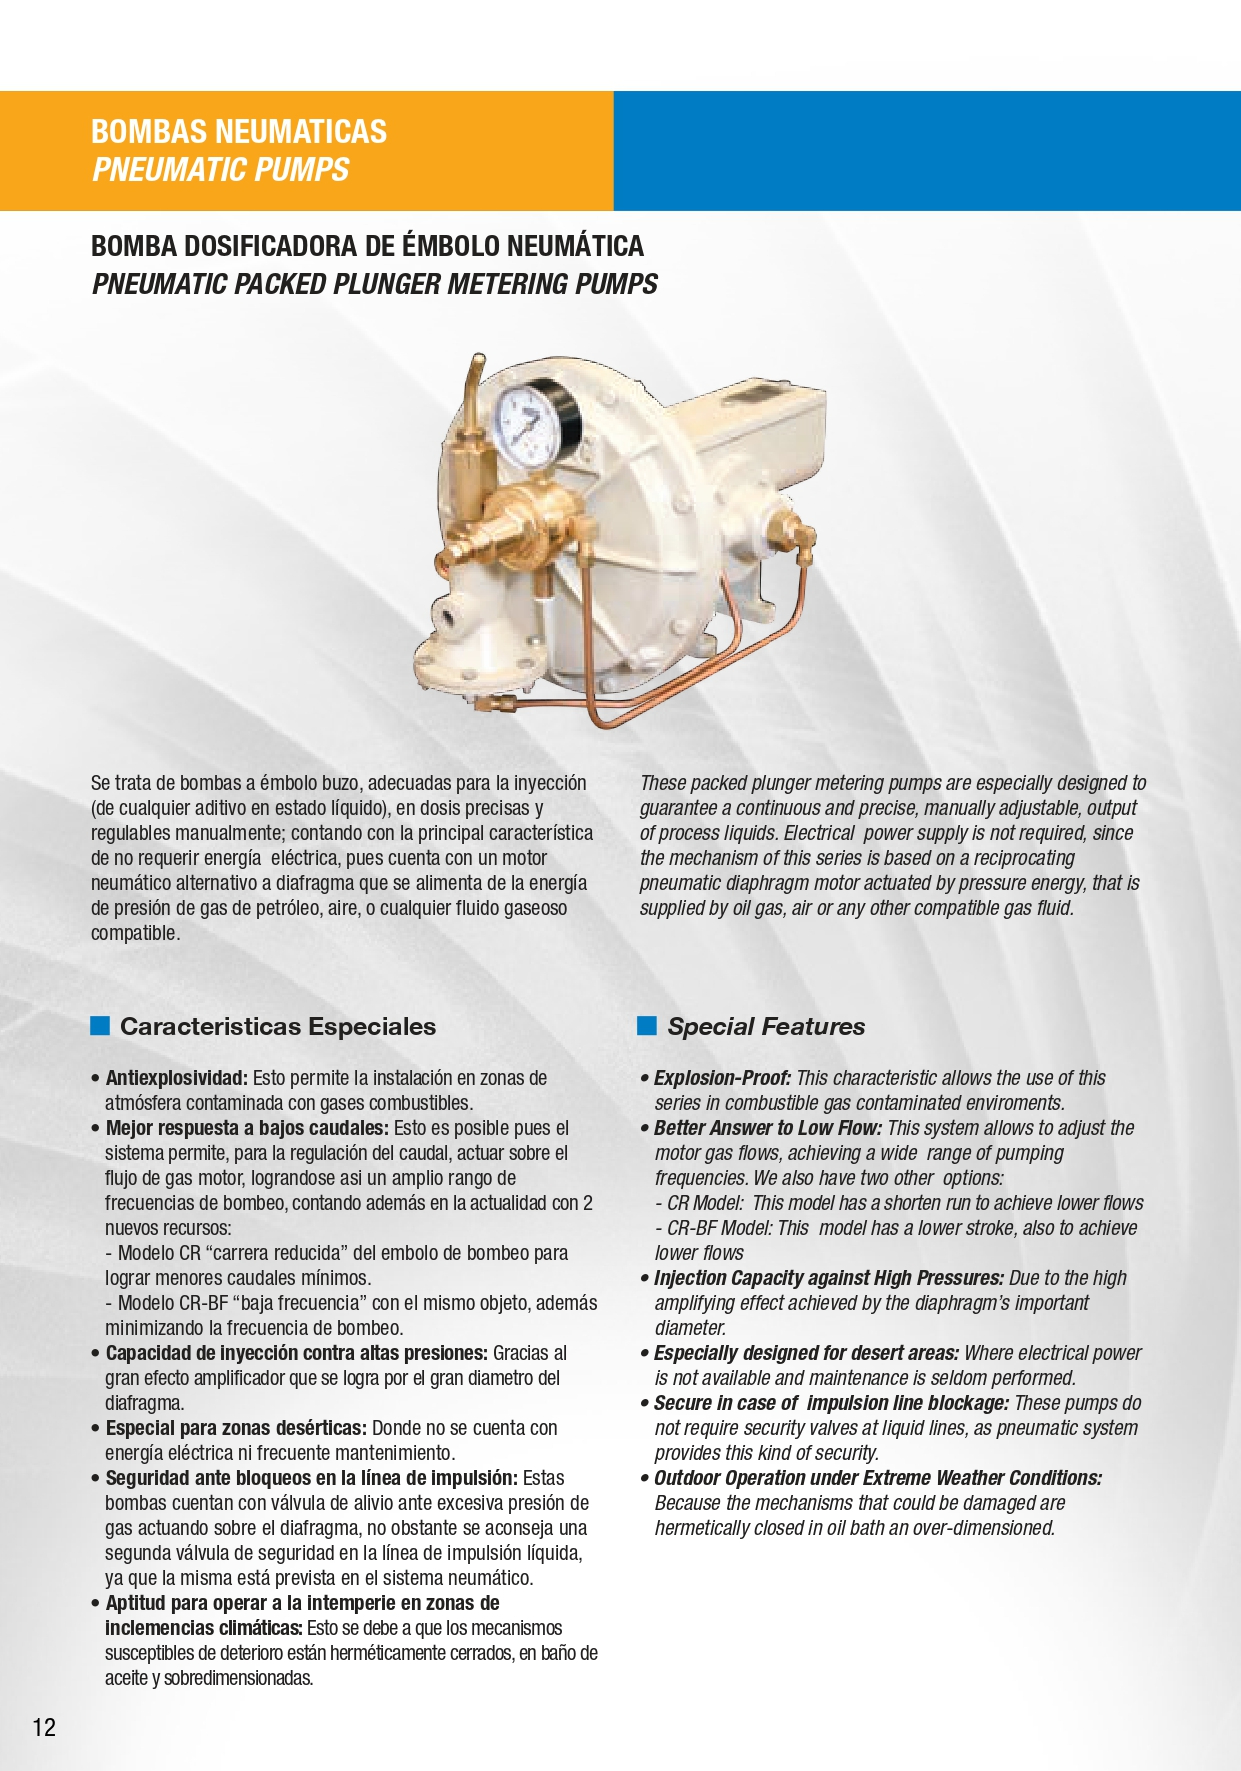 BOMBAS NEUMATICAS
PNEUMATIC PUMPS
BOMBA DOSIFICADORA DE ÉMBOLO NEUMÁTICA
PNEUMATIC PACKED PLUNGER METERING PUMPS
Se trata de bombas a émbolo buzo, adecuadas para la inyección
(de cualquier aditivo en estado líquido), en dosis precisas y
regulables manualmente; contando con la principal característica
de no requerir energía eléctrica, pues cuenta con un motor
neumático alternativo a diafragma que se alimenta de la energía
de presión de gas de petróleo, aire, o cualquier fluido gaseoso
compatible.
These packed plunger metering pumps are especially designed to
guarantee a continuous and precise, manually adjustable, output
of process liquids. Electrical power supply is not required, since
the mechanism of this series is based on a reciprocating
pneumatic diaphragm motor actuated by pressure energy, that is
supplied by oil gas, air or any other compatible gas fluid.
Caracteristicas Especiales
• Antiexplosividad: Esto permite la instalación en zonas de
atmósfera contaminada con gases combustibles.
• Mejor respuesta a bajos caudales: Esto es posible pues el
sistema permite, para la regulación del caudal, actuar sobre el
flujo de gas motor, lograndose asi un amplio rango de
frecuencias de bombeo, contando además en la actualidad con 2
nuevos recursos:
- Modelo CR “carrera reducida” del embolo de bombeo para
lograr menores caudales mínimos.
- Modelo CR-BF “baja frecuencia” con el mismo objeto, además
minimizando la frecuencia de bombeo.
• Capacidad de inyección contra altas presiones: Gracias al
gran efecto amplificador que se logra por el gran diametro del
diafragma.
• Especial para zonas desérticas: Donde no se cuenta con
energía eléctrica ni frecuente mantenimiento.
• Seguridad ante bloqueos en la línea de impulsión: Estas
bombas cuentan con válvula de alivio ante excesiva presión de
gas actuando sobre el diafragma, no obstante se aconseja una
segunda válvula de seguridad en la línea de impulsión líquida,
ya que la misma está prevista en el sistema neumático.
• Aptitud para operar a la intemperie en zonas de
inclemencias climáticas: Esto se debe a que los mecanismos
susceptibles de deterioro están herméticamente cerrados, en baño de
aceite y sobredimensionadas.
Special Features
• Explosion-Proof: This characteristic allows the use of this
series in combustible gas contaminated enviroments.
• Better Answer to Low Flow: This system allows to adjust the
motor gas flows, achieving a wide range of pumping
frequencies. We also have two other options:
- CR Model: This model has a shorten run to achieve lower flows
- CR-BF Model: This model has a lower stroke, also to achieve
lower flows
• Injection Capacity against High Pressures: Due to the high
amplifying effect achieved by the diaphragm’s important
diameter.
• Especially designed for desert areas: Where electrical power
is not available and maintenance is seldom performed.
• Secure in case of impulsion line blockage: These pumps do
not require security valves at liquid lines, as pneumatic system
provides this kind of security.
• Outdoor Operation under Extreme Weather Conditions:
Because the mechanisms that could be damaged are
hermetically closed in oil bath an over-dimensioned.
12